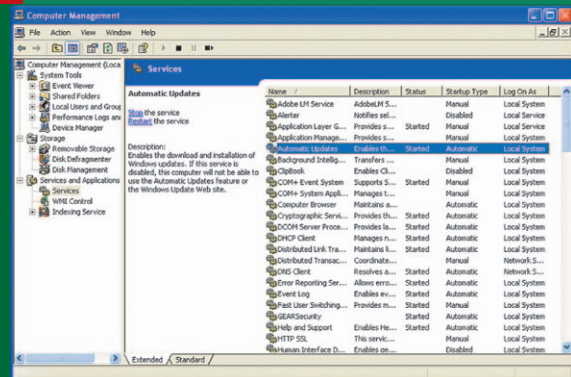 Computer Management
File Action View Window Help
Computer Management (Loca
System Tools
Event Viewer
Shared Folders
Local Users and Group
Performance Logs an
Device Manager
Storage
Removable Storage
Disk Defragmenter
Disk Management
Services and Applications
Services
WMI Control
Indexing Service
Services
Automatic Updates
Stop the service
Restart the service
Description:
Enables the download and installation of
Windows updates. If this service is
disabled, this computer will not be able to
use the Automatic Updates feature or
the Windows Update Web site.
Name / Description Status Startup Type Log On As
Adobe LM Service AdobeLM S... Manual Local System
Alerter Notifies sel... Disabled Local Service
Application Layer G... Provides s... Started Manual Local Service
Application Manage... Provides s... Manual Local System
Automatic Updates Enables th... Started Automatic Local System
Background Intellig... Transfers ... Manual Local System
ClipBook Enables Cli... Disabled Local System
COM+ Event System Supports S... Started Manual Local System
COM+ System Appli... Manages t... Manual Local System
Computer Browser Maintains a... Automatic Local System
Cryptographic Servi... Provides th... Started Automatic Local System
DCOM Server Proce... Provides la... Started Automatic Local System
DHCP Client Manages n... Started Automatic Local System
Distributed Link Tra... Maintains li... Started Automatic Local System
Distributed Transac... Coordinate... Manual Network S...
DNS Client Resolves a... Started Automatic Network S...
Error Reporting Ser... Allows erro... Started Automatic Local System
Event Log Enables ev... Started Automatic Local System
Fast User Switching... Provides m... Started Manual Local System
GEARSecurity Started Automatic Local System
Help and Support Enables He... Started Automatic Local System
HTTP SSL This servic... Manual Local System
Human Interface D... Enables ge... Disabled Local System
Extended Standard